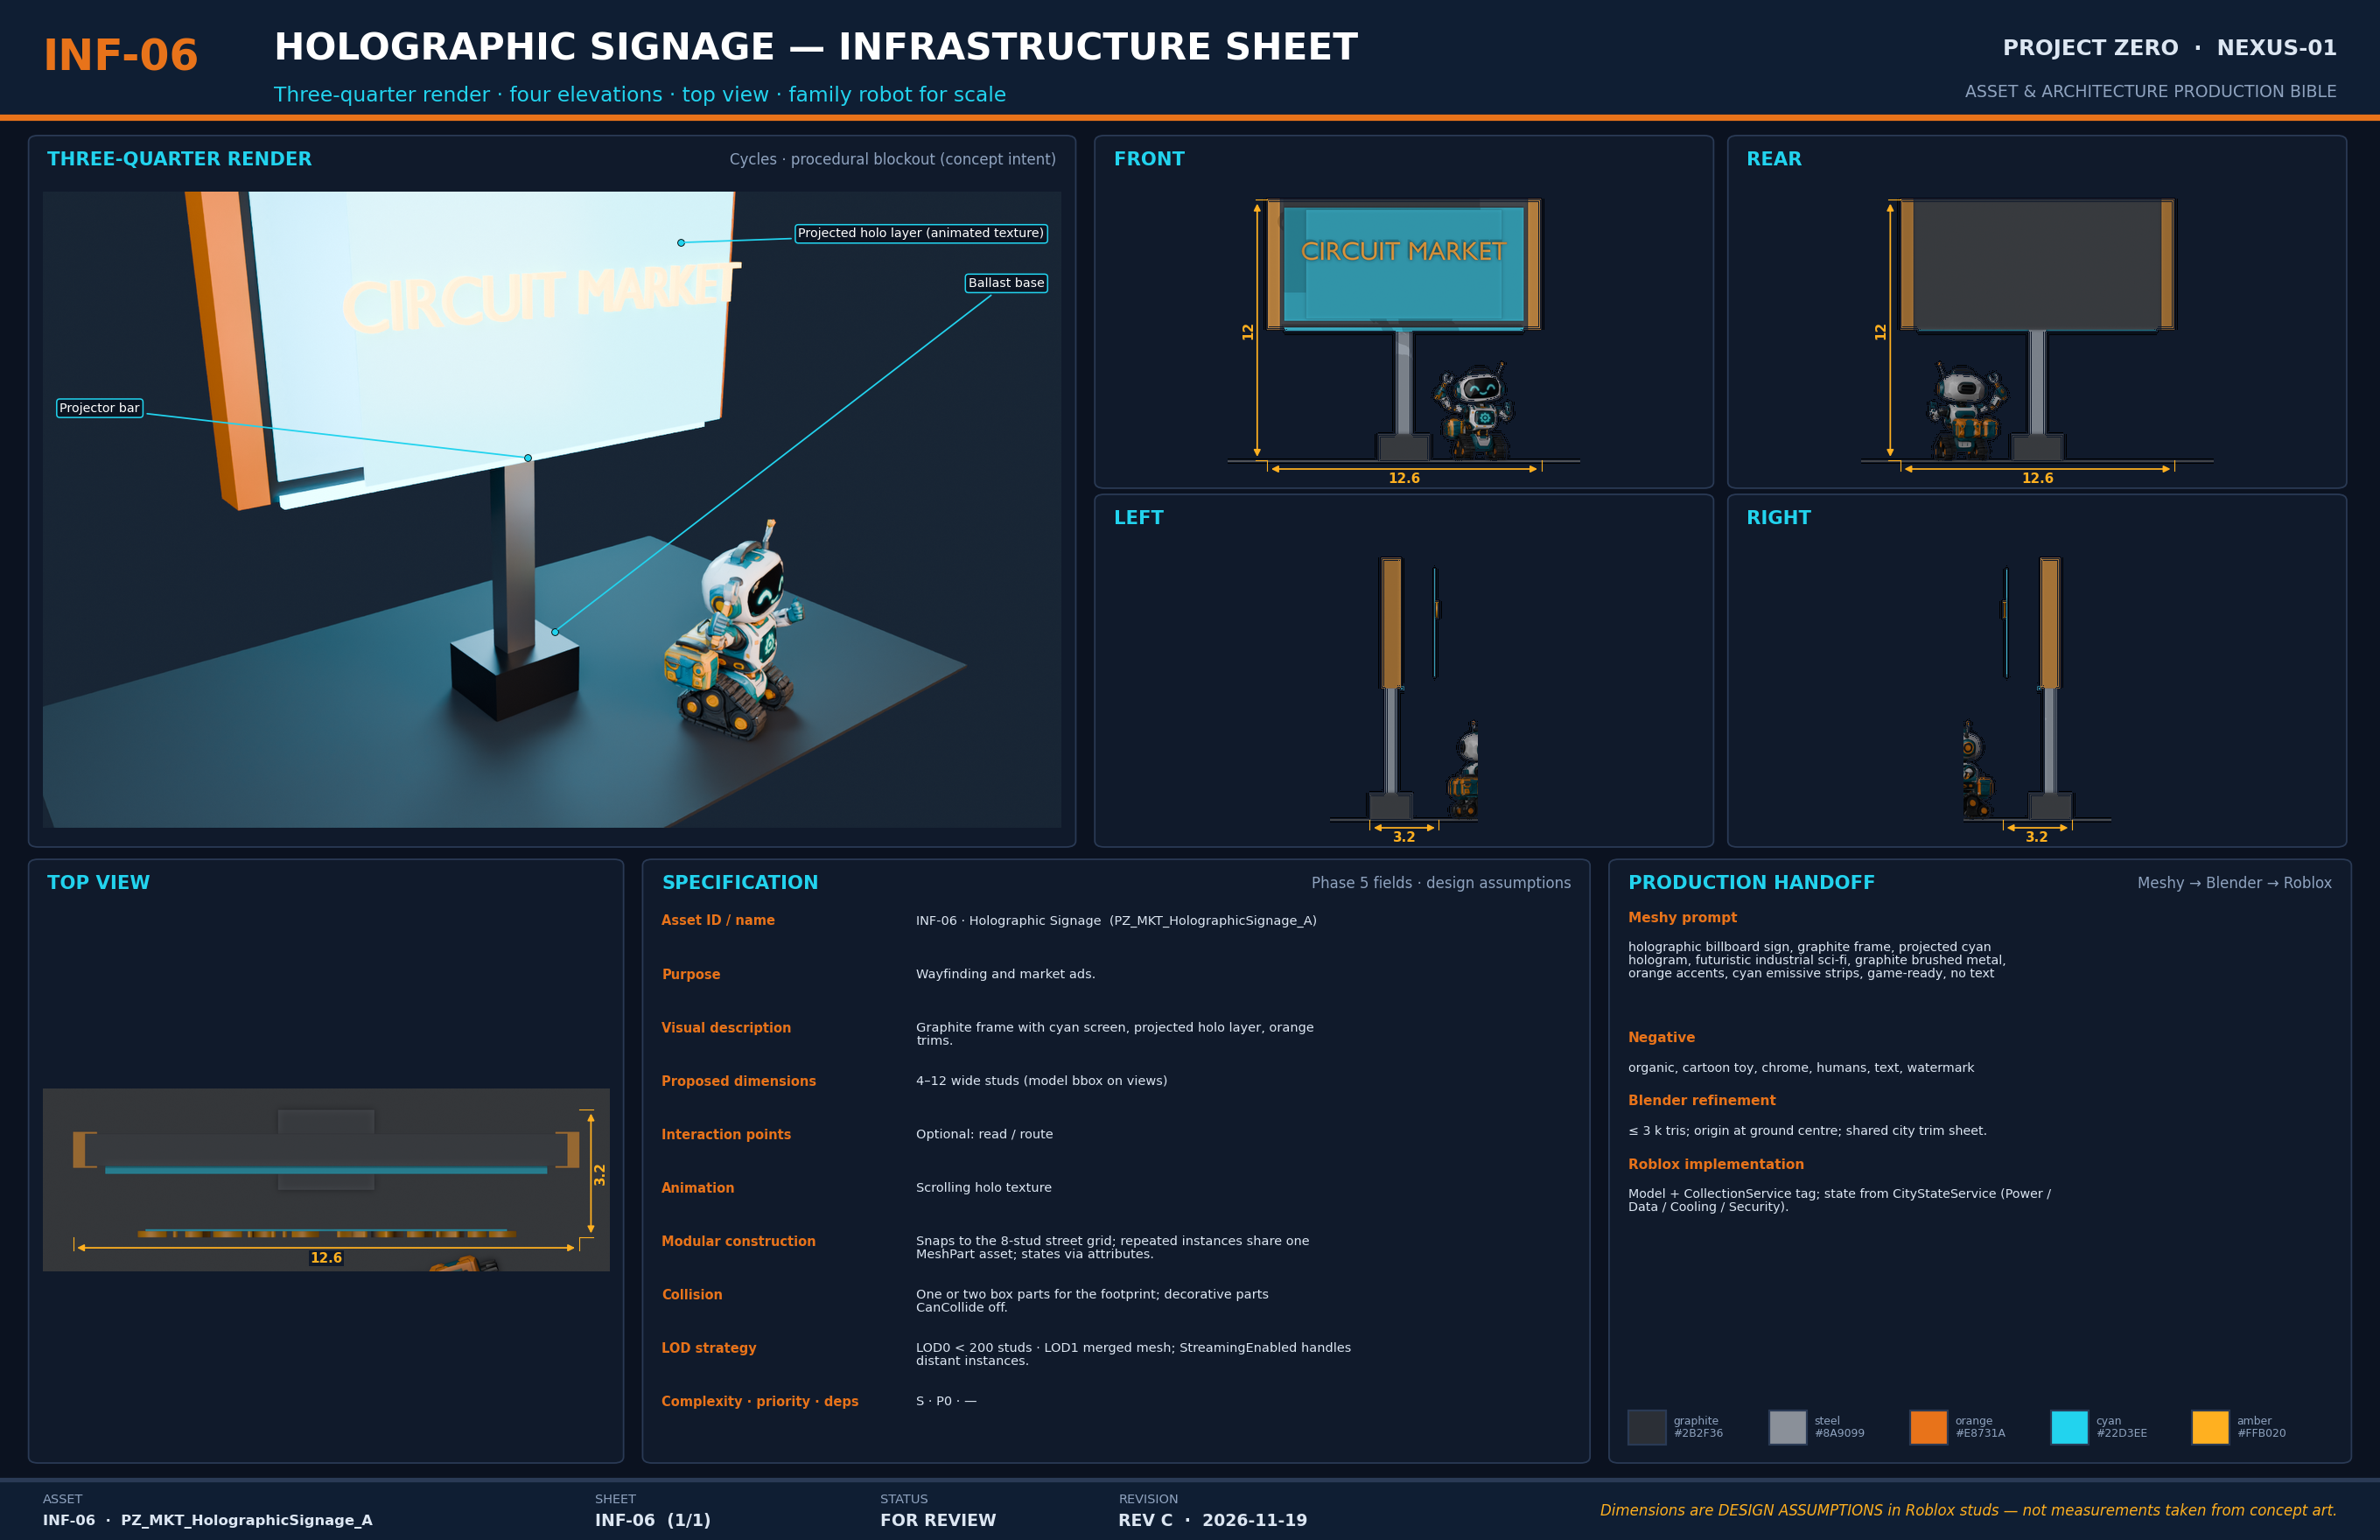 INF-06
HOLOGRAPHIC SIGNAGE — INFRASTRUCTURE SHEET
Three-quarter render · four elevations · top view · family robot for scale
PROJECT ZERO · NEXUS-01
ASSET & ARCHITECTURE PRODUCTION BIBLE
THREE-QUARTER RENDER
Cycles · procedural blockout (concept intent)
Projected holo layer (animated texture)
Ballast base
CIRCUIT MARKET
Projector bar
FRONT
CIRCUIT MARKET
12
12.6
REAR
12
12.6
LEFT
3.2
RIGHT
3.2
TOP VIEW
3.2
12.6
SPECIFICATION
Phase 5 fields · design assumptions
Asset ID / name
INF-06 · Holographic Signage (PZ_MKT_HolographicSignage_A)
Purpose
Wayfinding and market ads.
Visual description
Graphite frame with cyan screen, projected holo layer, orange
trims.
Proposed dimensions
4–12 wide studs (model bbox on views)
Interaction points
Optional: read / route
Animation
Scrolling holo texture
Modular construction
Snaps to the 8-stud street grid; repeated instances share one
MeshPart asset; states via attributes.
Collision
One or two box parts for the footprint; decorative parts
CanCollide off.
LOD strategy
LOD0 < 200 studs · LOD1 merged mesh; StreamingEnabled handles
distant instances.
Complexity · priority · deps
S · P0 · —
PRODUCTION HANDOFF
Meshy → Blender → Roblox
Meshy prompt
holographic billboard sign, graphite frame, projected cyan
hologram, futuristic industrial sci-fi, graphite brushed metal,
orange accents, cyan emissive strips, game-ready, no text
Negative
organic, cartoon toy, chrome, humans, text, watermark
Blender refinement
≤ 3 k tris; origin at ground centre; shared city trim sheet.
Roblox implementation
Model + CollectionService tag; state from CityStateService (Power /
Data / Cooling / Security).
graphite
#2B2F36
steel
#8A9099
orange
#E8731A
cyan
#22D3EE
amber
#FFB020
ASSET
INF-06 · PZ_MKT_HolographicSignage_A
SHEET
INF-06 (1/1)
STATUS
FOR REVIEW
REVISION
REV C · 2026-11-19
Dimensions are DESIGN ASSUMPTIONS in Roblox studs — not measurements taken from concept art.